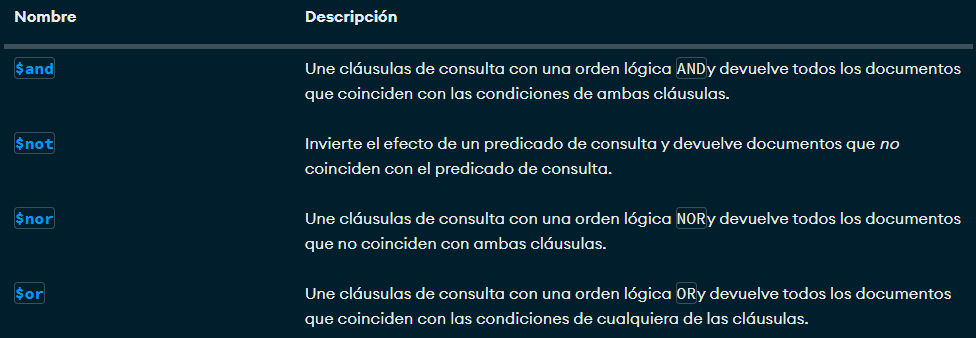 Nombre Descripción
$and Une cláusulas de consulta con una orden lógica ANDy devuelve todos los documentos
que coinciden con las condiciones de ambas cláusulas.
$not Invierte el efecto de un predicado de consulta y devuelve documentos que no
coinciden con el predicado de consulta.
$nor Une cláusulas de consulta con una orden lógica NORy devuelve todos los documentos
que no coinciden con ambas cláusulas.
$or Une cláusulas de consulta con una orden lógica ORy devuelve todos los documentos
que coinciden con las condiciones de cualquiera de las cláusulas.